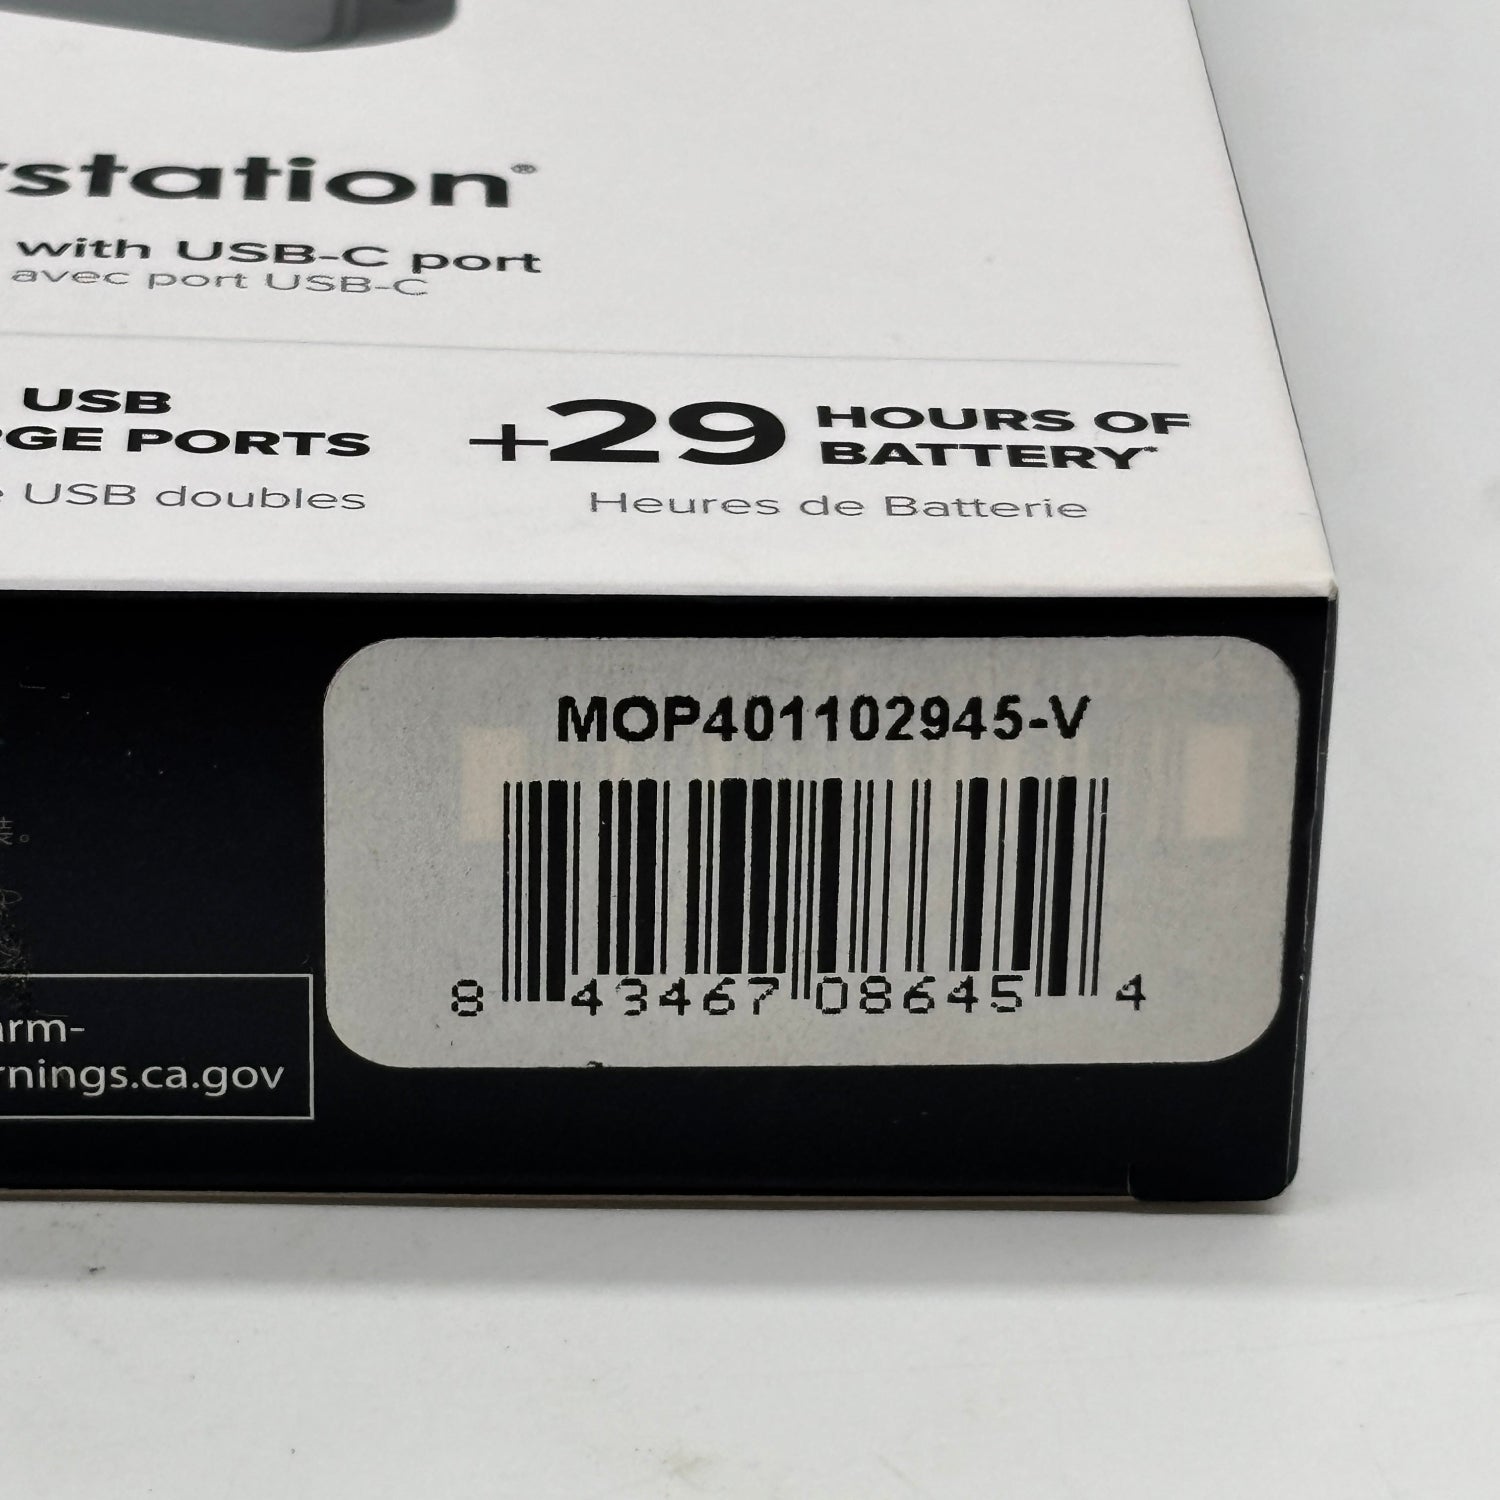 station®
with USB-C port
avec port USB-C
USB
GE PORTS
USB doubles
+29 HOURS OF
BATTERY*
Heures de Batterie
MOP401102945-V
8 43467 08645 4
arm-
rnings.ca.gov